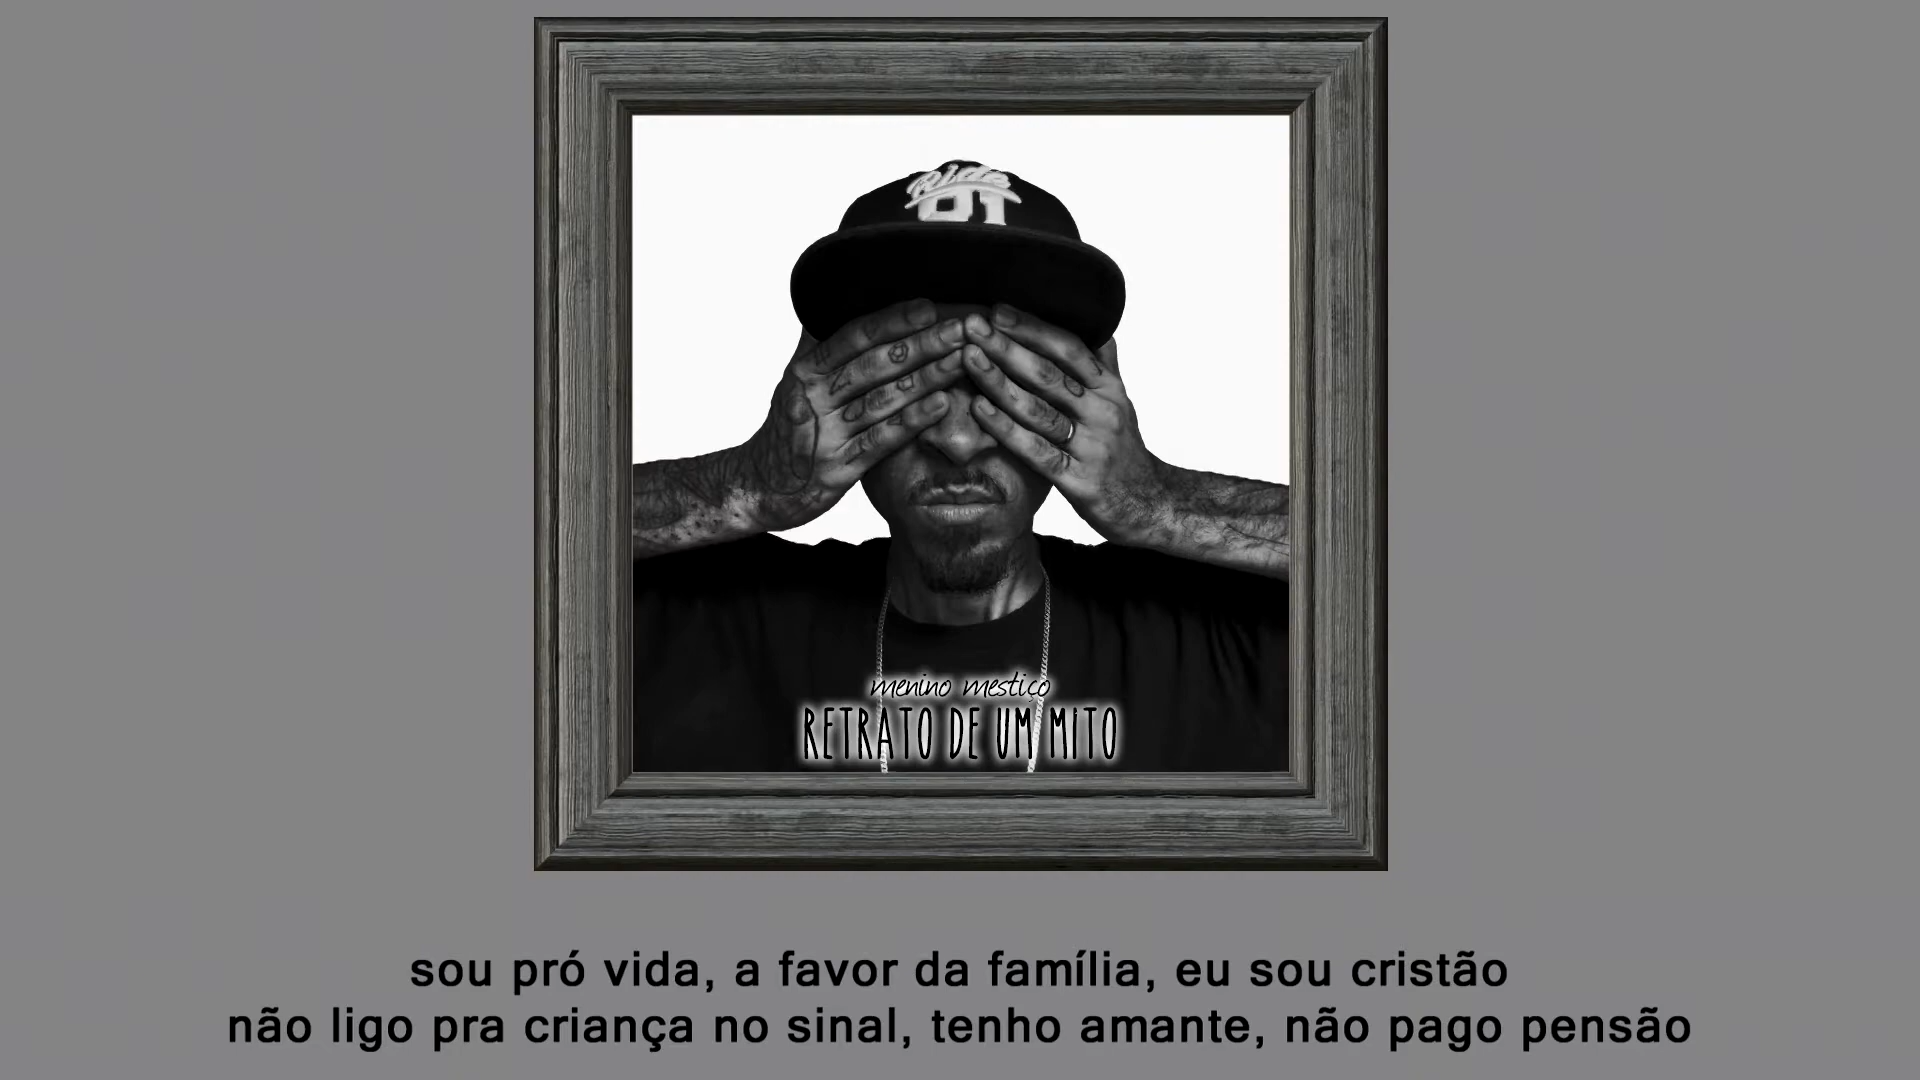 Ride
01
menino mestiço
RETRATO DE UM MITO
sou pró vida, a favor da família, eu sou cristão
não ligo pra criança no sinal, tenho amante, não pago pensão